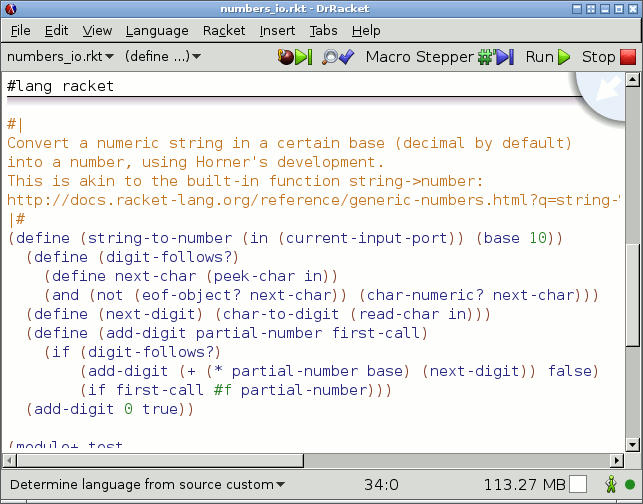 numbers_io.rkt - DrRacket
File Edit View Language Racket Insert Tabs Help
numbers_io.rkt (define ...) Macro Stepper Run Stop
#lang racket
#|
Convert a numeric string in a certain base (decimal by default)
into a number, using Horner's development.
This is akin to the built-in function string->number:
http://docs.racket-lang.org/reference/generic-numbers.html?q=string-
|#
(define (string-to-number (in (current-input-port)) (base 10))
  (define (digit-follows?)
    (define next-char (peek-char in))
    (and (not (eof-object? next-char)) (char-numeric? next-char)))
  (define (next-digit) (char-to-digit (read-char in)))
  (define (add-digit partial-number first-call)
    (if (digit-follows?)
        (add-digit (+ (* partial-number base) (next-digit)) false)
        (if first-call #f partial-number)))
  (add-digit 0 true))
(module+ test
Determine language from source custom 34:0 113.27 MB